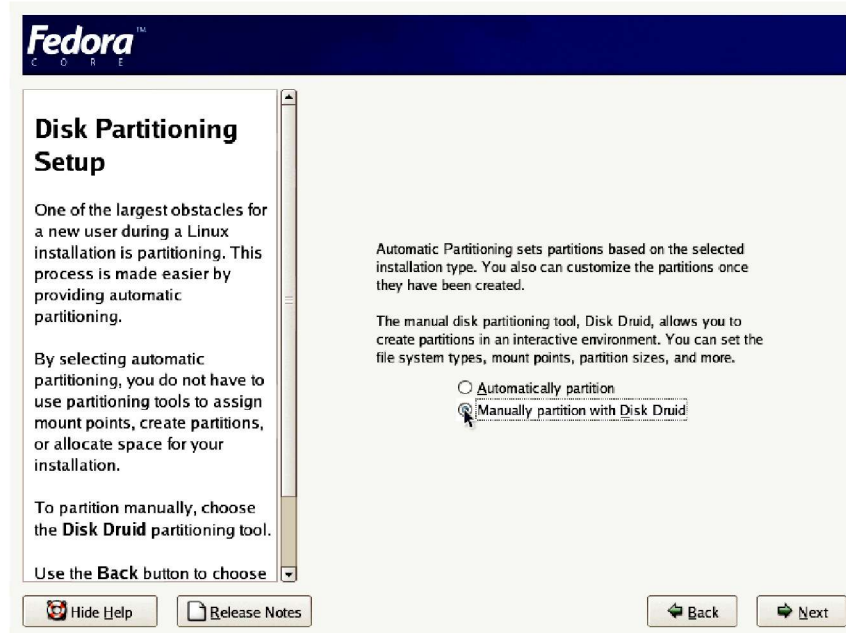 Fedora™
CORE
Disk Partitioning
Setup
One of the largest obstacles for
a new user during a Linux
installation is partitioning. This
process is made easier by
providing automatic
partitioning.
By selecting automatic
partitioning, you do not have to
use partitioning tools to assign
mount points, create partitions,
or allocate space for your
installation.
To partition manually, choose
the Disk Druid partitioning tool.
Use the Back button to choose
Automatic Partitioning sets partitions based on the selected
installation type. You also can customize the partitions once
they have been created.
The manual disk partitioning tool, Disk Druid, allows you to
create partitions in an interactive environment. You can set the
file system types, mount points, partition sizes, and more.
Automatically partition
Manually partition with Disk Druid
Hide Help
Release Notes
Back
Next